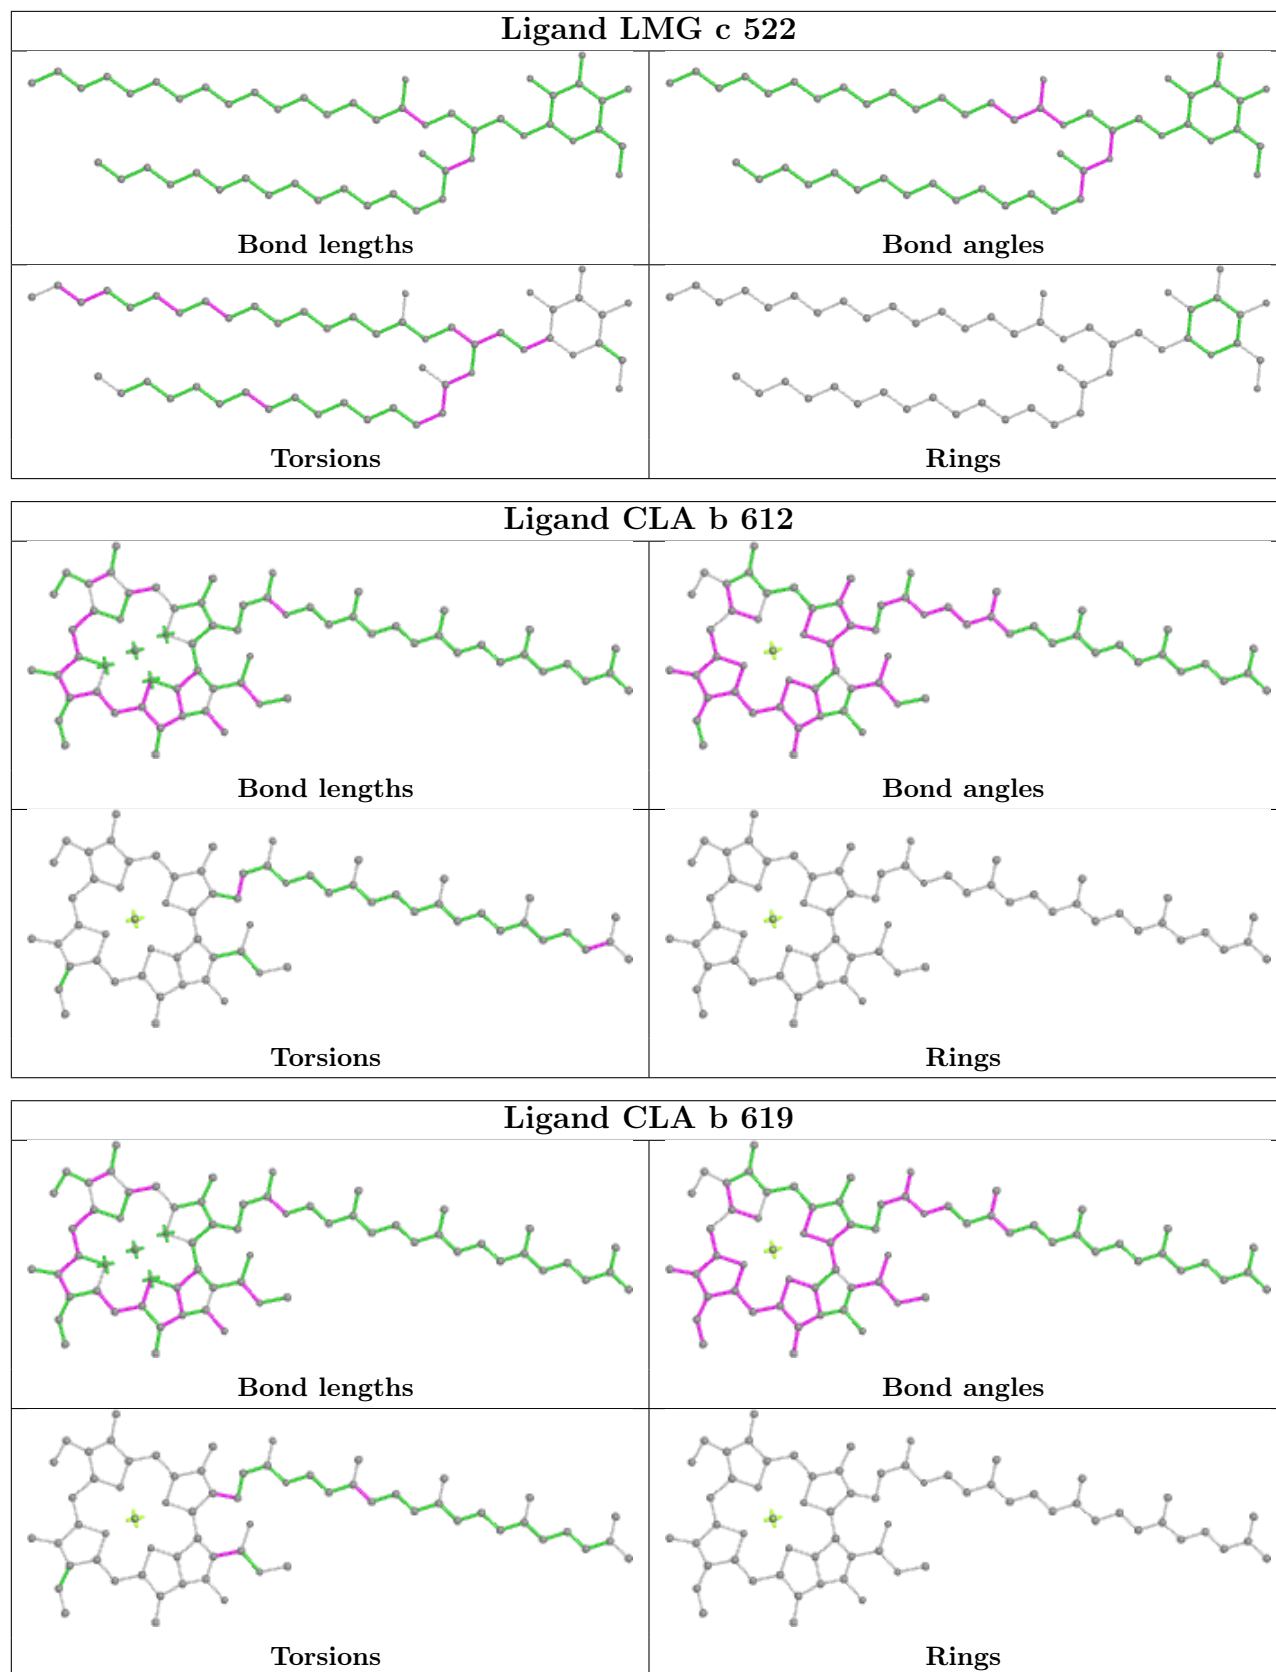 Ligand LMG c 522
Bond lengths
Bond angles
Torsions
Rings
Ligand CLA b 612
Bond lengths
Bond angles
Torsions
Rings
Ligand CLA b 619
Bond lengths
Bond angles
Torsions
Rings